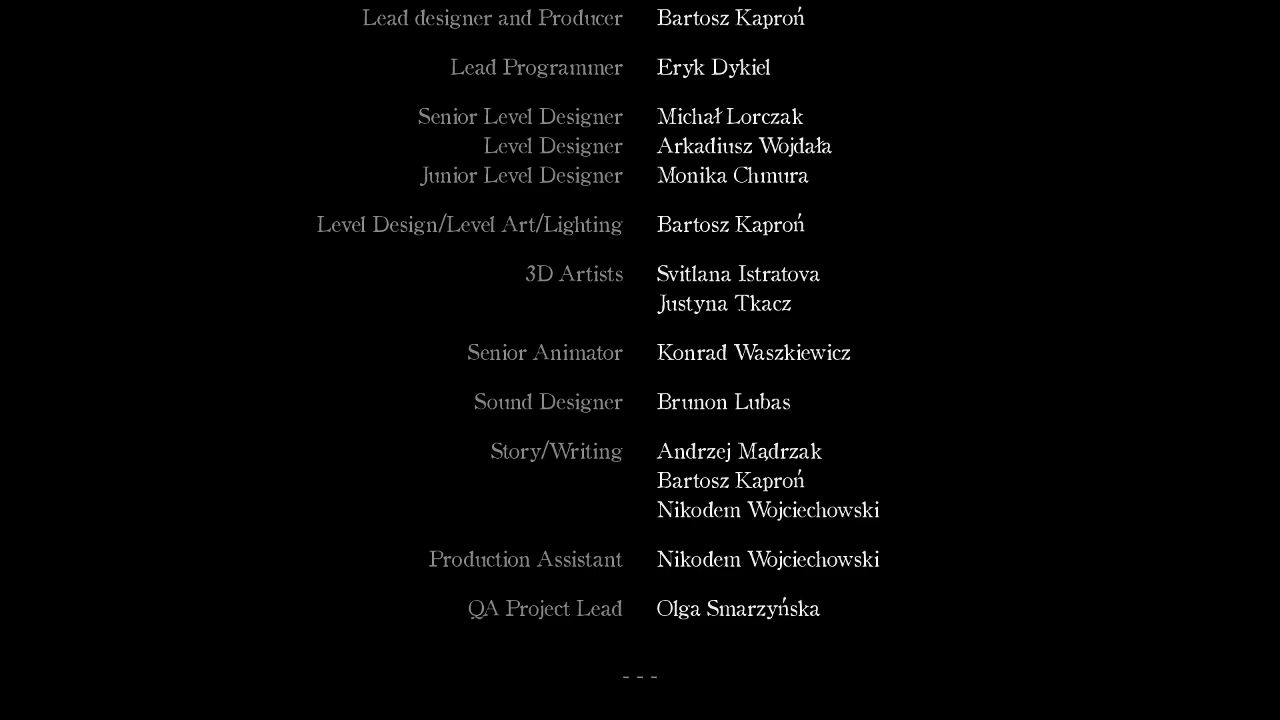 Lead designer and Producer Bartosz Kaproń
Lead Programmer Eryk Dykiel
Senior Level Designer Michał Lorczak
Level Designer Arkadiusz Wojdała
Junior Level Designer Monika Chmura
Level Design/Level Art/Lighting Bartosz Kaproń
3D Artists Svitlana Istratova
Justyna Tkacz
Senior Animator Konrad Waszkiewicz
Sound Designer Brunon Lubas
Story/Writing Andrzej Mądrzak
Bartosz Kaproń
Nikodem Wojciechowski
Production Assistant Nikodem Wojciechowski
QA Project Lead Olga Smarzyńska
- - -